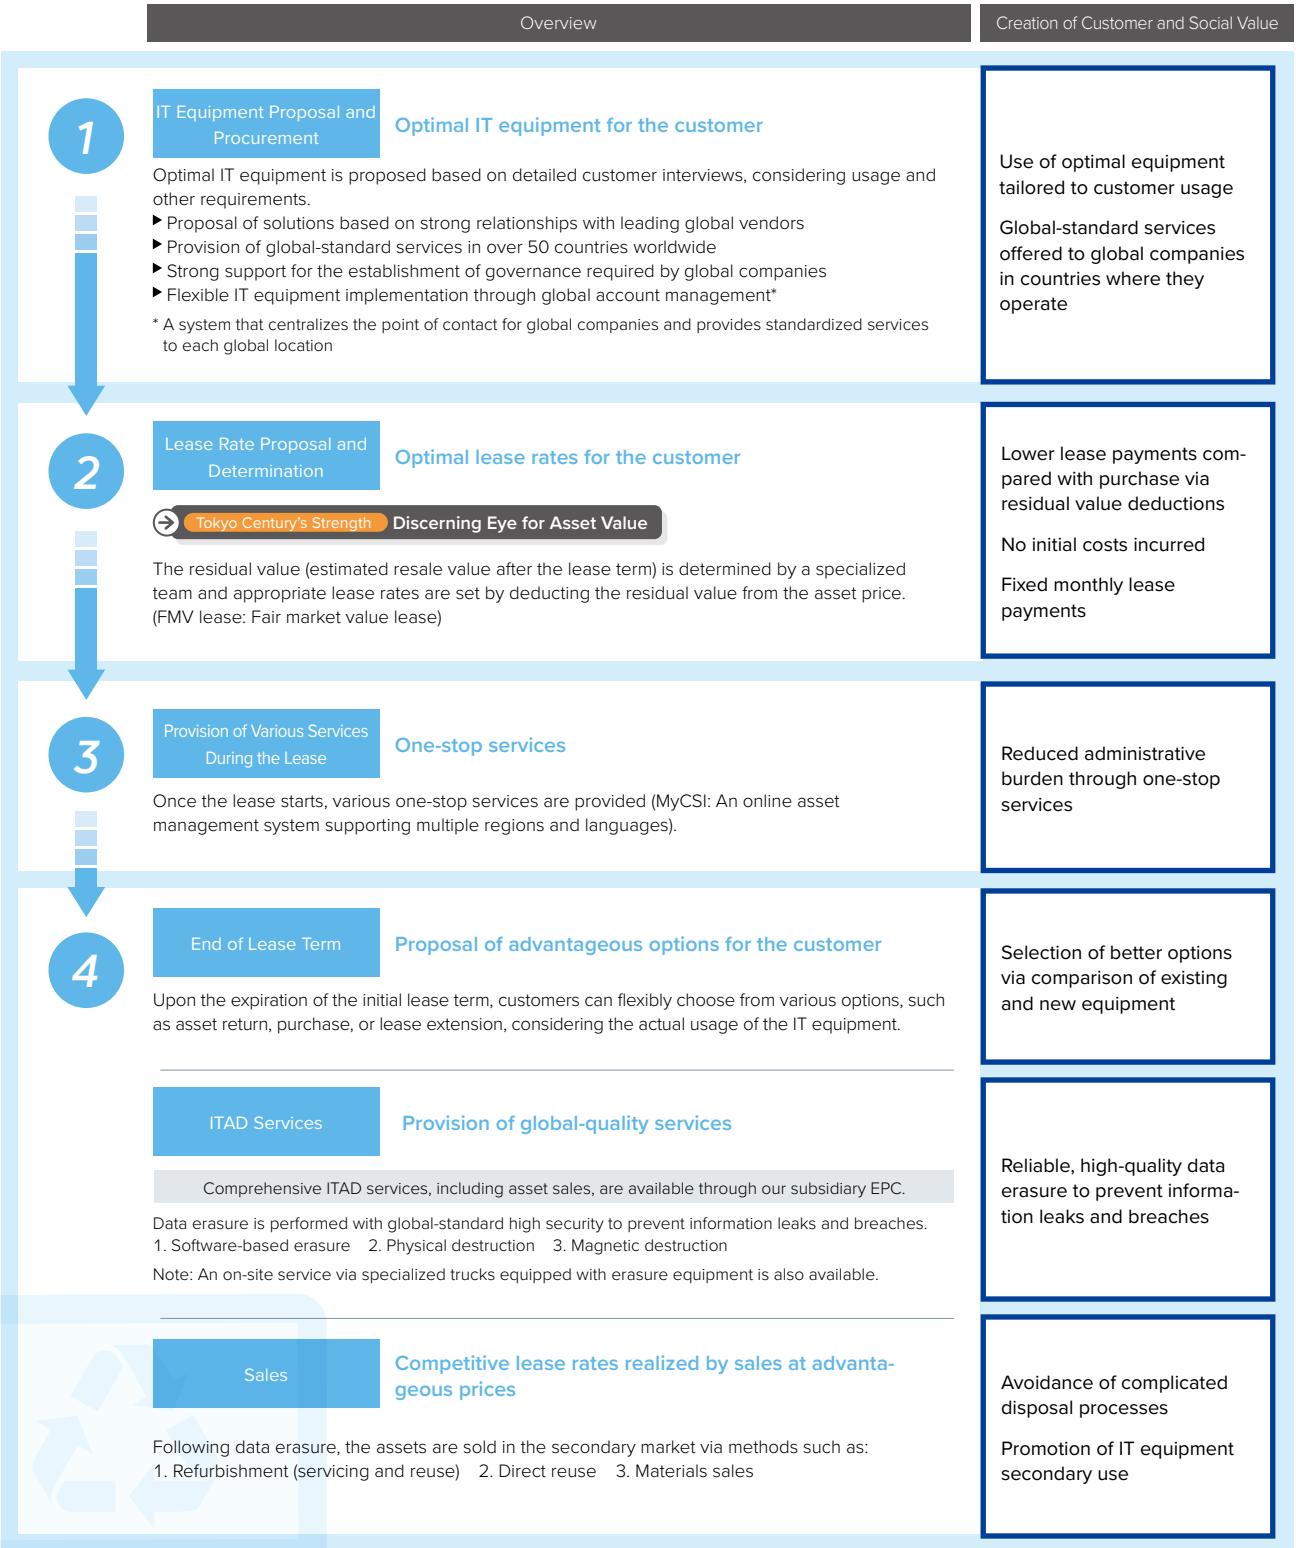 Overview
Creation of Customer and Social Value
1
IT Equipment Proposal and
Procurement
Optimal IT equipment for the customer
Optimal IT equipment is proposed based on detailed customer interviews, considering usage and
other requirements.
▶ Proposal of solutions based on strong relationships with leading global vendors
▶ Provision of global-standard services in over 50 countries worldwide
▶ Strong support for the establishment of governance required by global companies
▶ Flexible IT equipment implementation through global account management*
* A system that centralizes the point of contact for global companies and provides standardized services
to each global location
Use of optimal equipment
tailored to customer usage
Global-standard services
offered to global companies
in countries where they
operate
2
Lease Rate Proposal and
Determination
Optimal lease rates for the customer
Tokyo Century's Strength Discerning Eye for Asset Value
The residual value (estimated resale value after the lease term) is determined by a specialized
team and appropriate lease rates are set by deducting the residual value from the asset price.
(FMV lease: Fair market value lease)
Lower lease payments com-
pared with purchase via
residual value deductions
No initial costs incurred
Fixed monthly lease
payments
3
Provision of Various Services
During the Lease
One-stop services
Once the lease starts, various one-stop services are provided (MyCSI: An online asset
management system supporting multiple regions and languages).
Reduced administrative
burden through one-stop
services
4
End of Lease Term
Proposal of advantageous options for the customer
Upon the expiration of the initial lease term, customers can flexibly choose from various options, such
as asset return, purchase, or lease extension, considering the actual usage of the IT equipment.
Selection of better options
via comparison of existing
and new equipment
ITAD Services
Provision of global-quality services
Comprehensive ITAD services, including asset sales, are available through our subsidiary EPC.
Data erasure is performed with global-standard high security to prevent information leaks and breaches.
1. Software-based erasure 2. Physical destruction 3. Magnetic destruction
Note: An on-site service via specialized trucks equipped with erasure equipment is also available.
Reliable, high-quality data
erasure to prevent informa-
tion leaks and breaches
Sales
Competitive lease rates realized by sales at advanta-
geous prices
Following data erasure, the assets are sold in the secondary market via methods such as:
1. Refurbishment (servicing and reuse) 2. Direct reuse 3. Materials sales
Avoidance of complicated
disposal processes
Promotion of IT equipment
secondary use